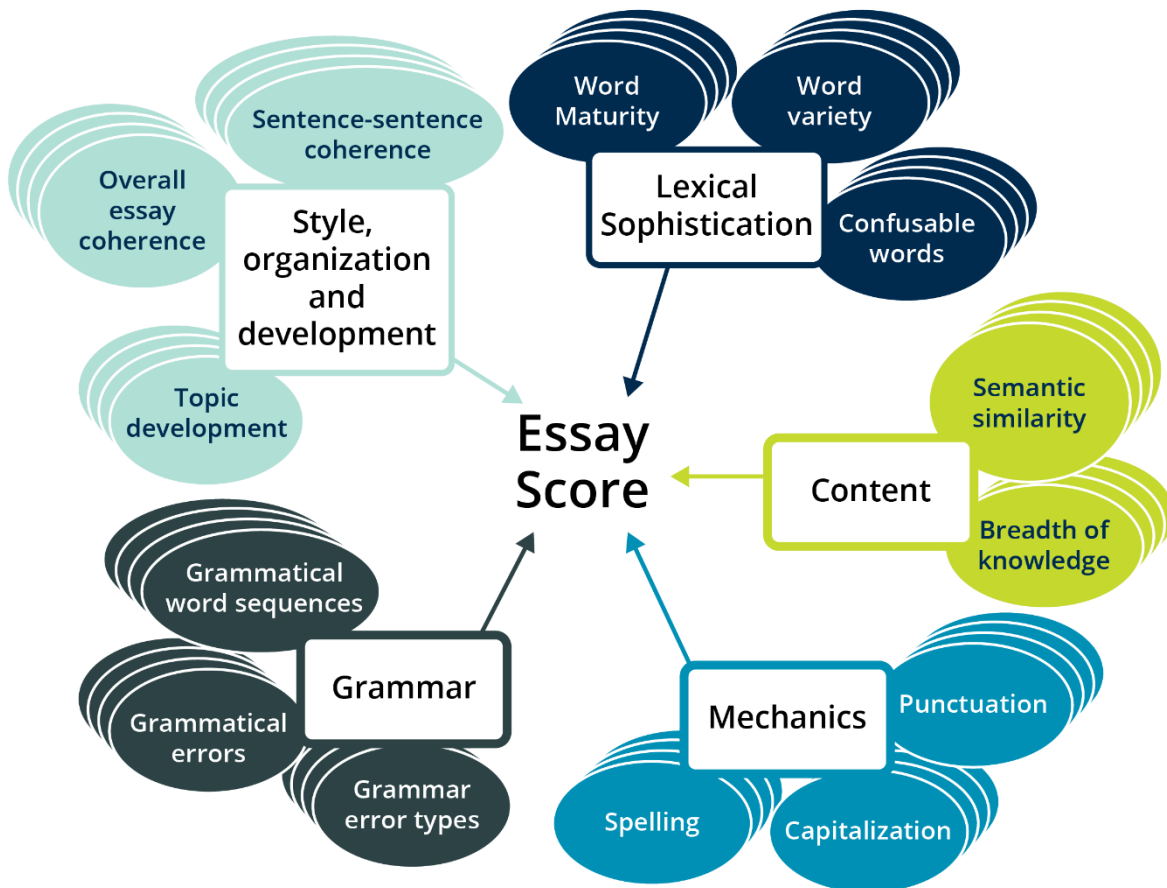 Sentence-sentence
coherence
Overall
essay
coherence
Style,
organization
and
development
Topic
development
Word
Maturity
Word
variety
Lexical
Sophistication
Confusable
words
Essay
Score
Semantic
similarity
Content
Breadth of
knowledge
Grammatical
word sequences
Grammar
Grammatical
errors
Grammar
error types
Mechanics
Punctuation
Spelling
Capitalization